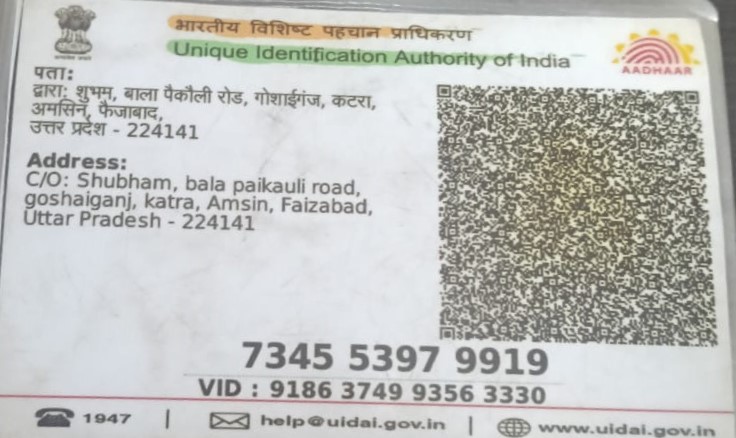 भारतीय विशिष्ट पहचान प्राधिकरण
Unique Identification Authority of India
AADHAAR
पता:
द्वारा: शुभम, बाला पैकौली रोड, गोशाईगंज, कटरा,
अमसिन, फैजाबाद,
उत्तर प्रदेश - 224141
Address:
C/O: Shubham, bala paikauli road,
goshaiganj, katra, Amsin, Faizabad,
Uttar Pradesh - 224141
7345 5397 9919
VID : 9186 3749 9356 3330
1947 | help@uidai.gov.in | www.uidai.gov.in